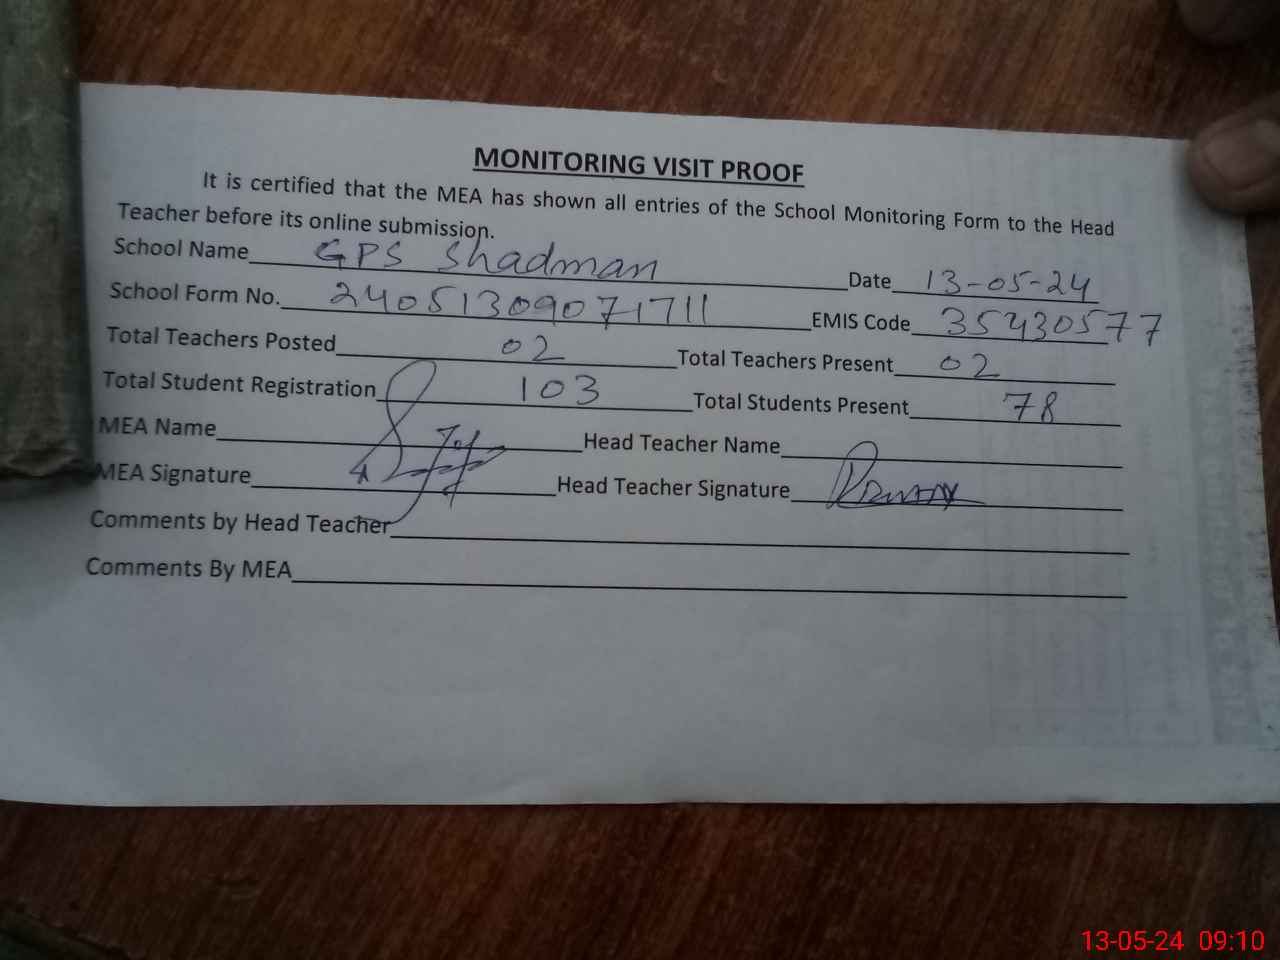 MONITORING VISIT PROOF
It is certified that the MEA has shown all entries of the School Monitoring Form to the Head
Teacher before its online submission.
School Name GPS Shadman Date 13-05-24
School Form No. 24051309071711 EMIS Code 35430577
Total Teachers Posted 02 Total Teachers Present 02
Total Student Registration 103 Total Students Present 78
MEA Name Head Teacher Name
MEA Signature Head Teacher Signature
Comments by Head Teacher
Comments By MEA
13-05-24 09:10